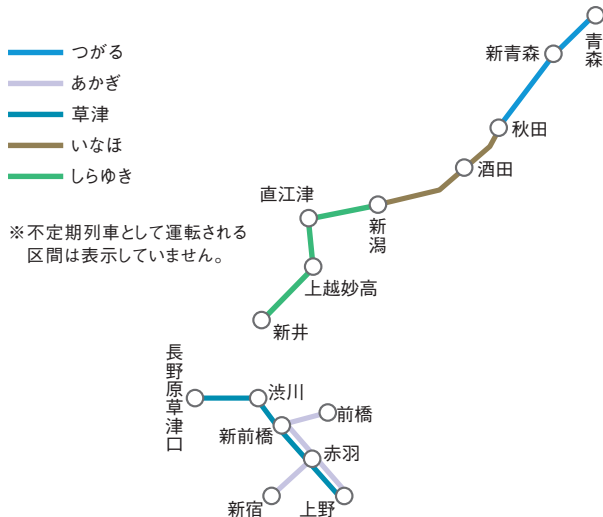 つがる
あかぎ
草津
いなほ
しらゆき
※不定期列車として運転される
区間は表示していません。
青森
新青森
秋田
酒田
新潟
直江津
上越妙高
新井
長野原草津口
渋川
前橋
新前橋
赤羽
新宿
上野